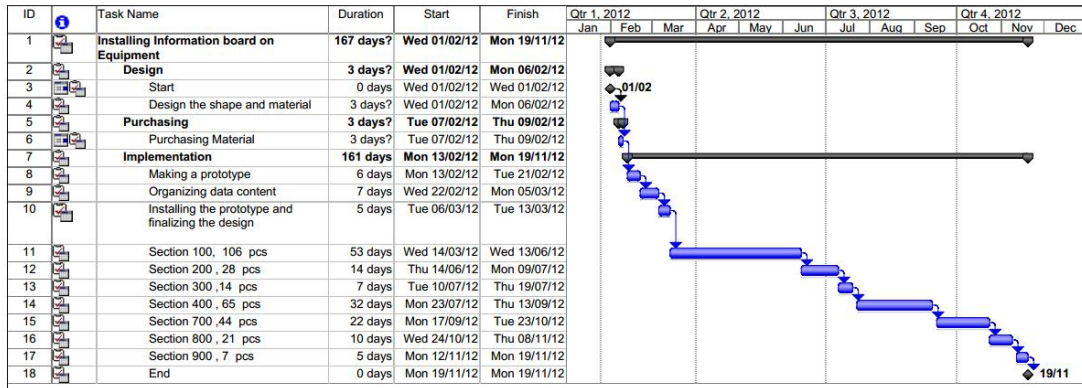 ID Task Name Duration Start Finish Qtr 1, 2012 Qtr 2, 2012 Qtr 3, 2012 Qtr 4, 2012
Jan Feb Mar Apr May Jun Jul Aug Sep Oct Nov Dec
1 Installing Information board on Equipment 167 days? Wed 01/02/12 Mon 19/11/12
2 Design 3 days? Wed 01/02/12 Mon 06/02/12
3 Start 0 days Wed 01/02/12 Wed 01/02/12 01/02
4 Design the shape and material 3 days? Wed 01/02/12 Mon 06/02/12
5 Purchasing 3 days? Tue 07/02/12 Thu 09/02/12
6 Purchasing Material 3 days? Tue 07/02/12 Thu 09/02/12
7 Implementation 161 days Mon 13/02/12 Mon 19/11/12
8 Making a prototype 6 days Mon 13/02/12 Tue 21/02/12
9 Organizing data content 7 days Wed 22/02/12 Mon 05/03/12
10 Installing the prototype and finalizing the design 5 days Tue 06/03/12 Tue 13/03/12
11 Section 100, 106 pcs 53 days Wed 14/03/12 Wed 13/06/12
12 Section 200 , 28 pcs 14 days Thu 14/06/12 Mon 09/07/12
13 Section 300 ,14 pcs 7 days Tue 10/07/12 Thu 19/07/12
14 Section 400 , 65 pcs 32 days Mon 23/07/12 Thu 13/09/12
15 Section 700 ,44 pcs 22 days Mon 17/09/12 Tue 23/10/12
16 Section 800 , 21 pcs 10 days Wed 24/10/12 Thu 08/11/12
17 Section 900 , 7 pcs 5 days Mon 12/11/12 Mon 19/11/12
18 End 0 days Mon 19/11/12 Mon 19/11/12 19/11